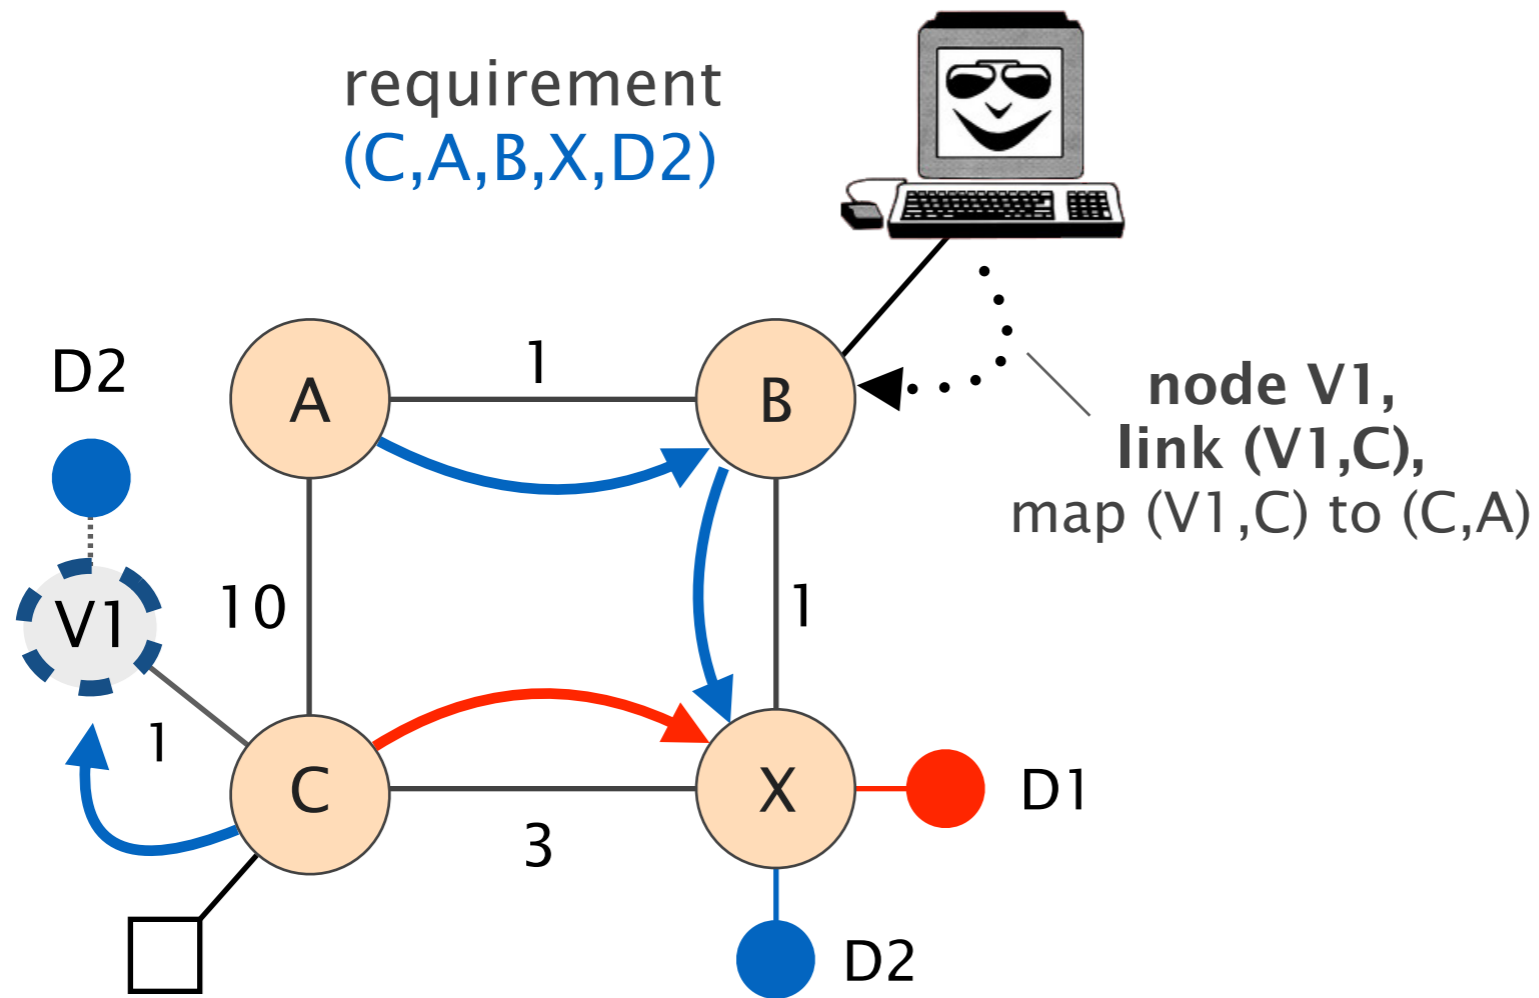 requirement
(C,A,B,X,D2)
D2
A
1
B
node V1,
link (V1,C),
map (V1,C) to (C,A)
V1
10
1
1
C
3
X
D1
D2